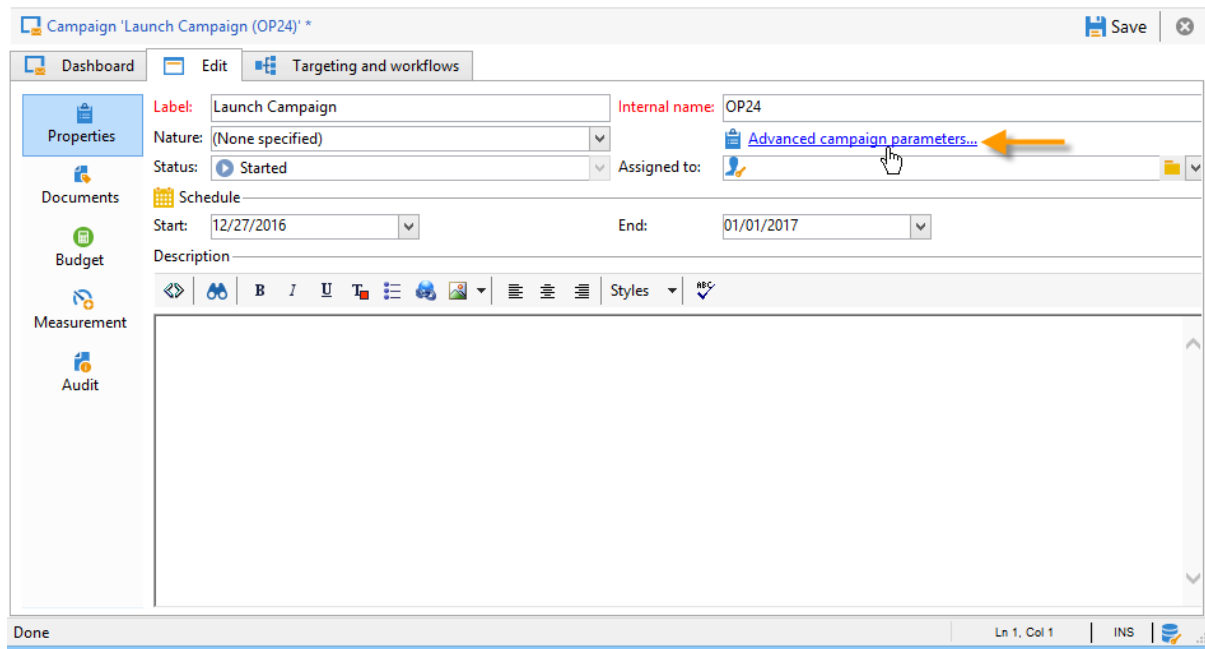 Campaign 'Launch Campaign (OP24)' *
Save
Dashboard
Edit
Targeting and workflows
Properties
Documents
Budget
Measurement
Audit
Label: Launch Campaign
Internal name: OP24
Nature: (None specified)
Advanced campaign parameters...
Status: Started
Assigned to:
Schedule
Start: 12/27/2016
End: 01/01/2017
Description
B I U T Styles ABC
Done
Ln 1, Col 1
INS